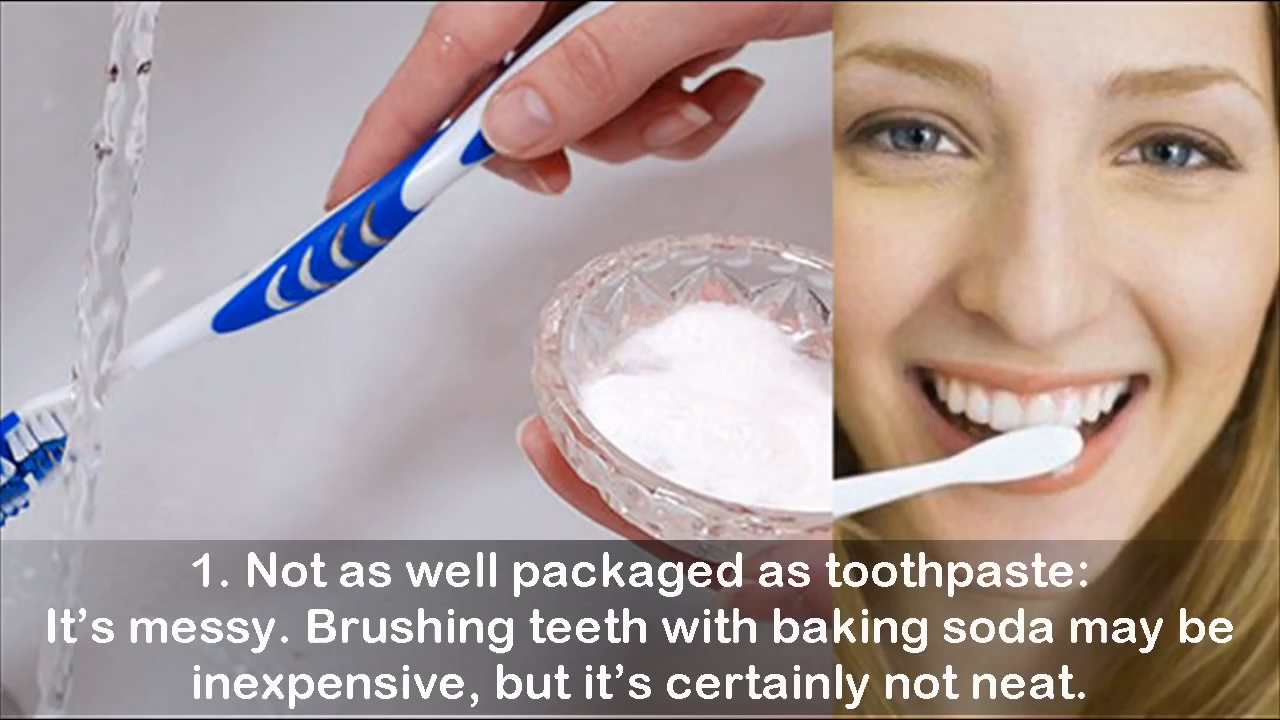 1. Not as well packaged as toothpaste:
It’s messy. Brushing teeth with baking soda may be
inexpensive, but it’s certainly not neat.